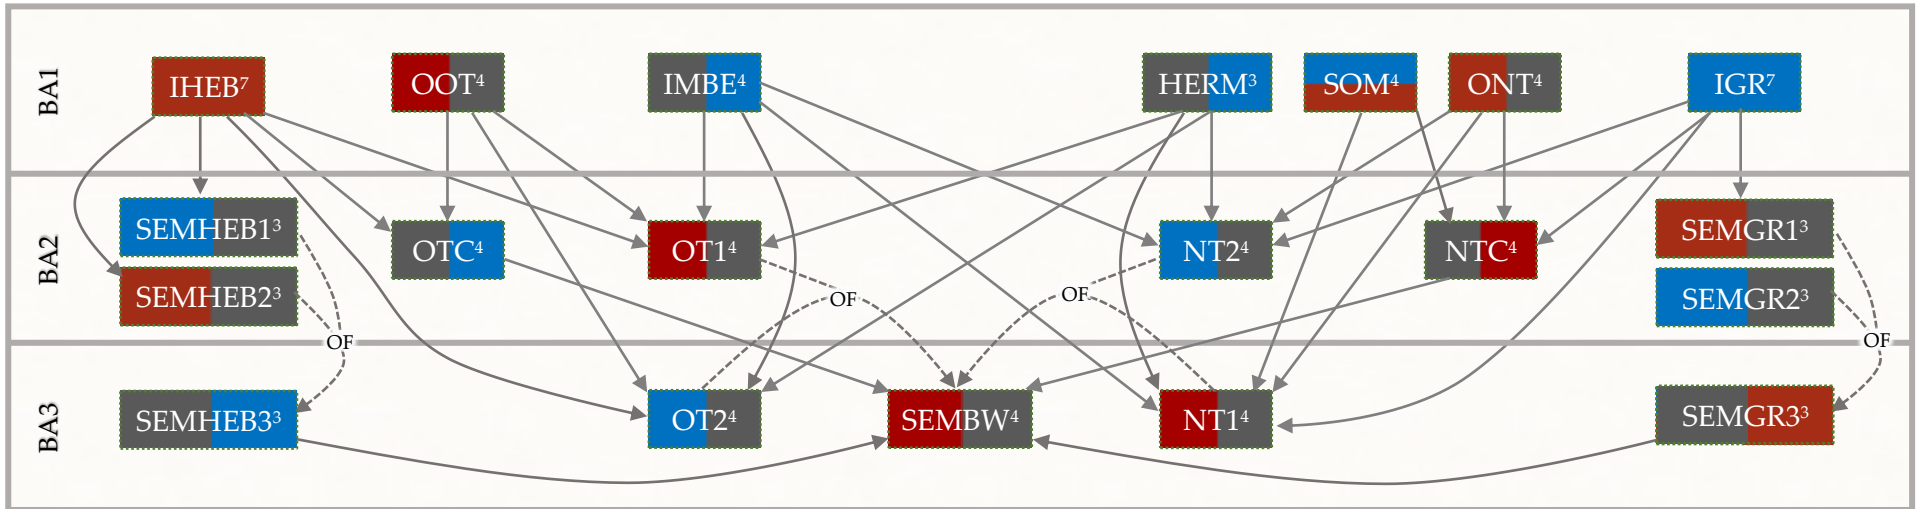 BA1
IHEB⁷
OOT⁴
IMBE⁴
HERM³
SOM⁴
ONT⁴
IGR⁷
BA2
SEMHEB1³
SEMHEB2³
OTC⁴
OT1⁴
NT2⁴
NTC⁴
SEMGR1³
SEMGR2³
OF
OF
OF
OF
BA3
SEMHEB3³
OT2⁴
SEMBW⁴
NT1⁴
SEMGR3³